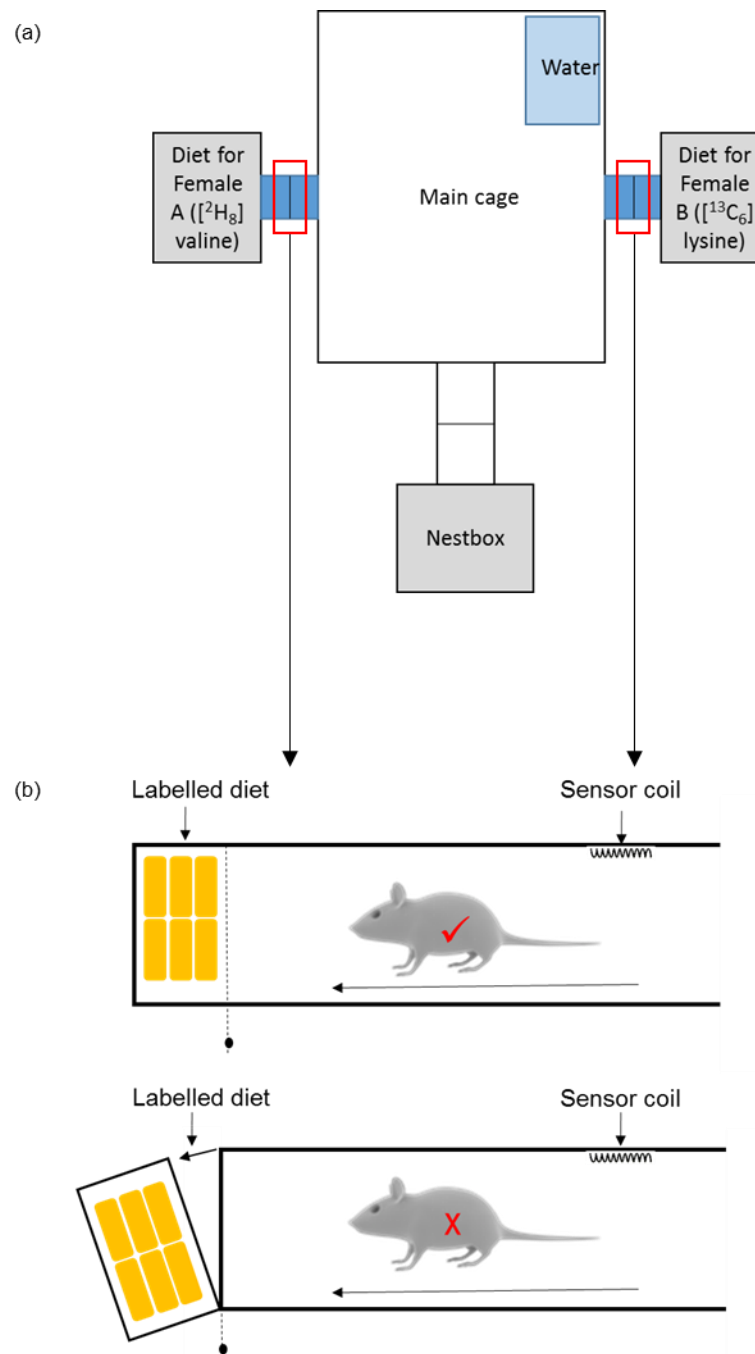 (a)
Water
Diet for
Female
A ([²H₈]
valine)
Main cage
Diet for
Female
B ([¹³C₆]
lysine)
Nestbox
(b)
Labelled diet
Sensor coil
✓
Labelled diet
Sensor coil
X